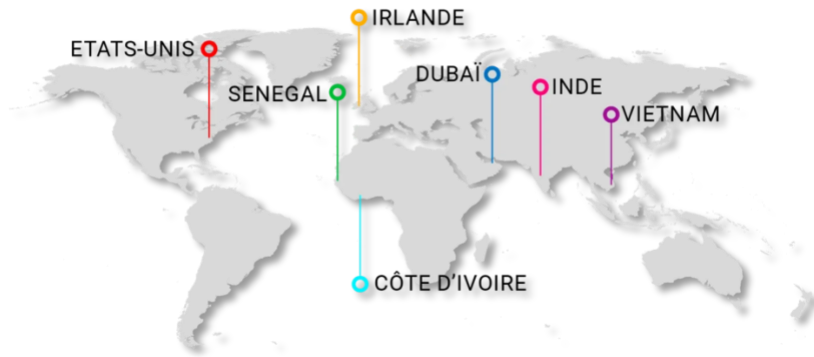 IRLANDE
ETATS-UNIS
DUBAÏ
INDE
SENEGAL
VIETNAM
CÔTE D'IVOIRE